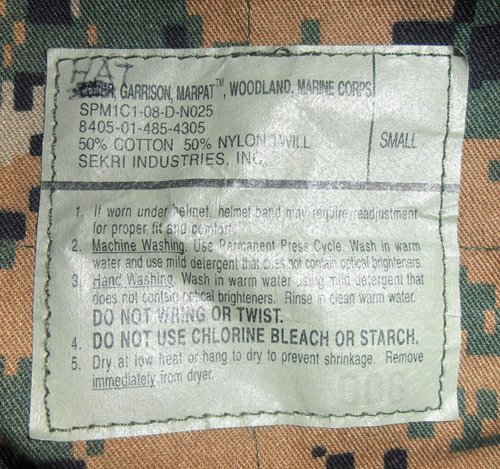 HAT
COVER, GARRISON, MARPAT™, WOODLAND, MARINE CORPS
SPM1C1-08-D-N025
8405-01-485-4305
50% COTTON 50% NYLON TWILL
SEKRI INDUSTRIES, INC.
SMALL
1. If worn under helmet, helmet band may require readjustment
for proper fit and comfort.
2. Machine Washing. Use Permanent Press Cycle. Wash in warm
water and use mild detergent that does not contain optical brighteners.
3. Hand Washing. Wash in warm water using mild detergent that
does not contain optical brighteners. Rinse in clean warm water.
DO NOT WRING OR TWIST.
4. DO NOT USE CHLORINE BLEACH OR STARCH.
5. Dry at low heat or hang to dry to prevent shrinkage. Remove
immediately from dryer.